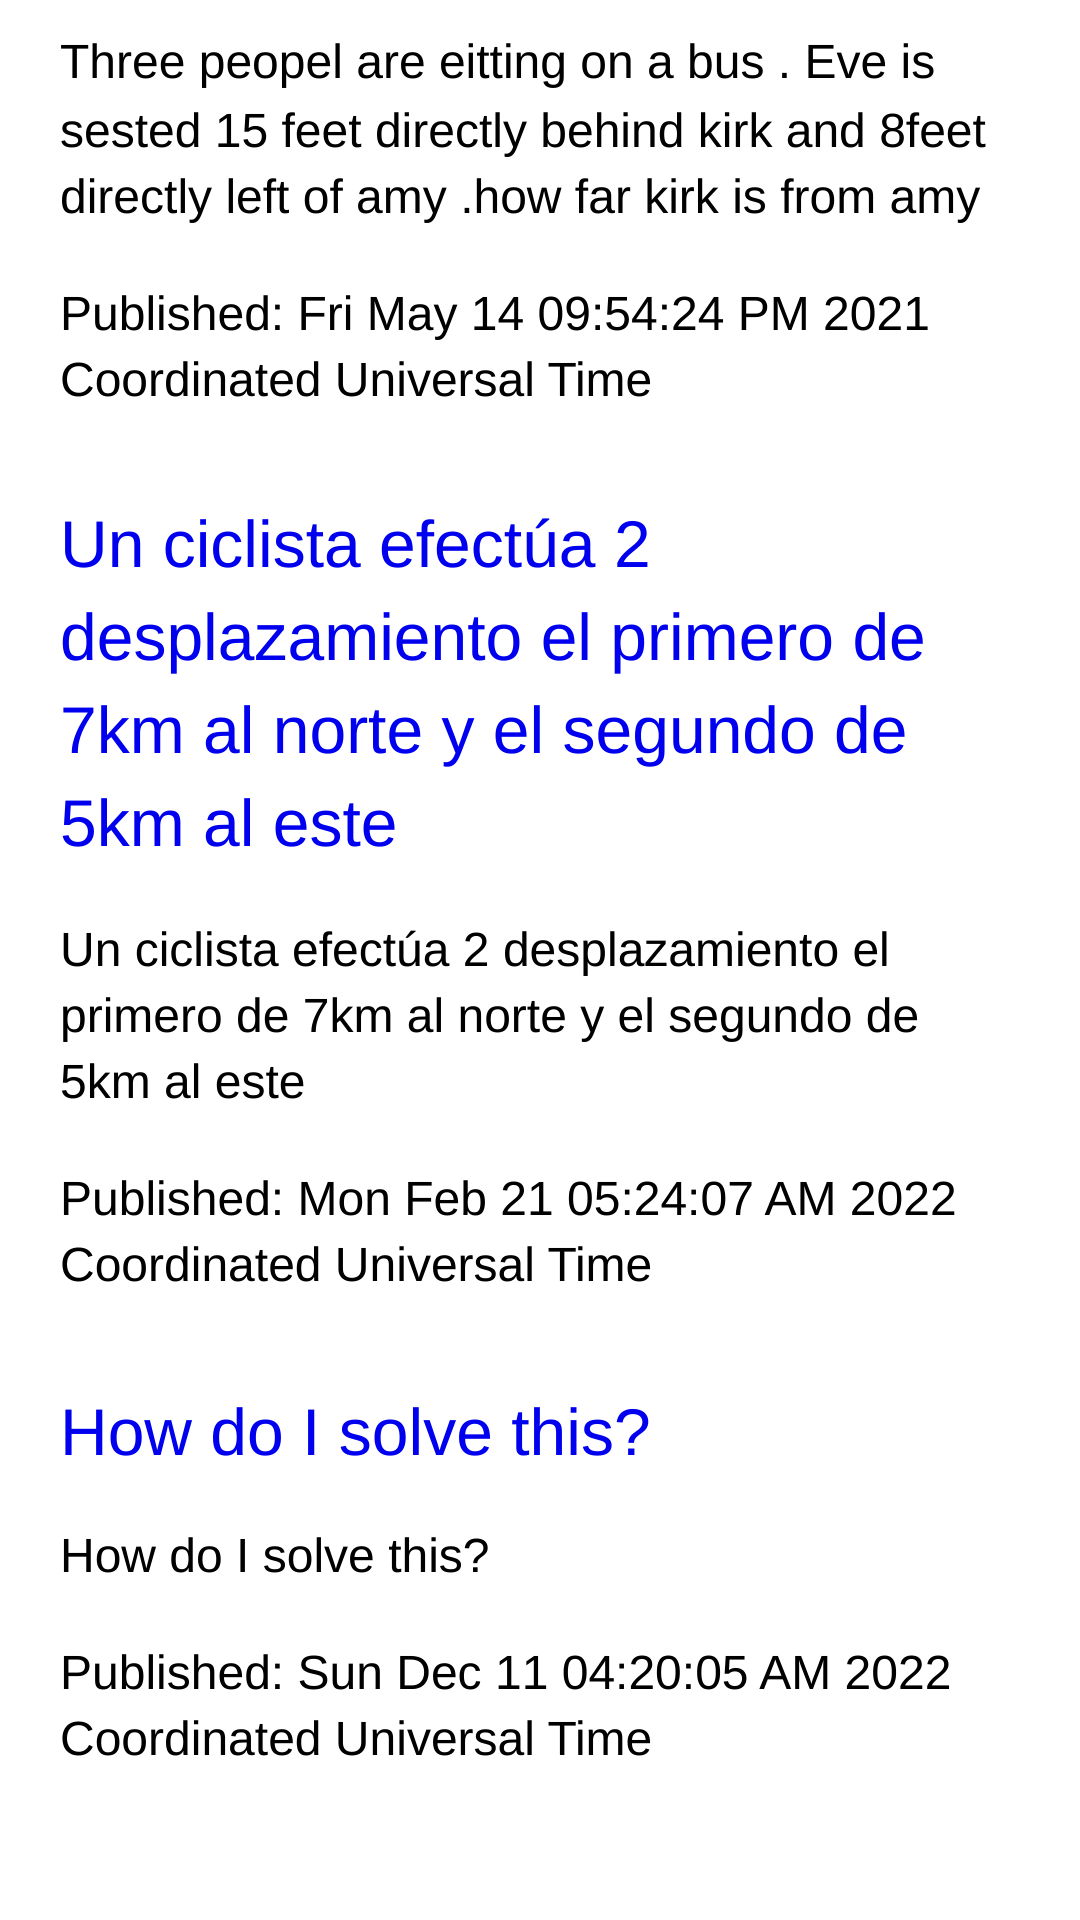 Three peopel are eitting on a bus . Eve is
sested 15 feet directly behind kirk and 8feet
directly left of amy .how far kirk is from amy
Published: Fri May 14 09:54:24 PM 2021
Coordinated Universal Time
Un ciclista efectúa 2
desplazamiento el primero de
7km al norte y el segundo de
5km al este
Un ciclista efectúa 2 desplazamiento el
primero de 7km al norte y el segundo de
5km al este
Published: Mon Feb 21 05:24:07 AM 2022
Coordinated Universal Time
How do I solve this?
How do I solve this?
Published: Sun Dec 11 04:20:05 AM 2022
Coordinated Universal Time